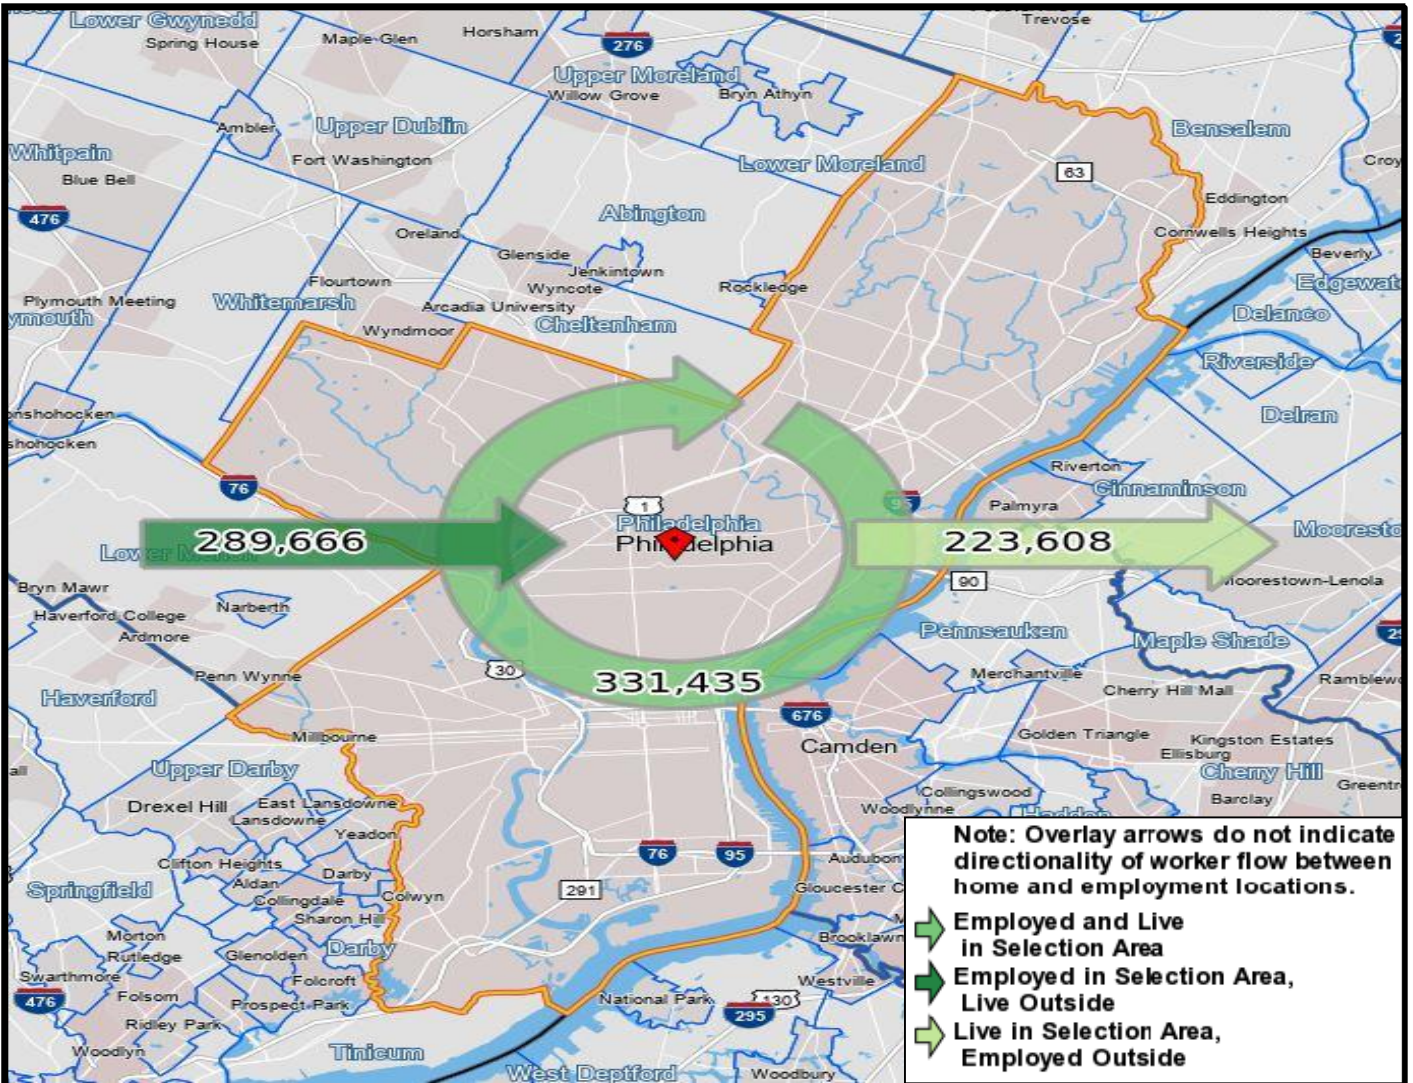 Lower Gwynedd
Trevose
Spring House
Maple Glen
Horsham
276
Upper Moreland
Willow Grove
Bryn Athyn
Ambler
Upper Dublin
Bensalem
Whitpain
Fort Washington
Lower Moreland
63
Blue Bell
Eddington
476
Abington
Oreland
Cornwells Heights
Glenside
Jenkintown
Beverly
Flourtown
Wyncote
Rockledge
Plymouth Meeting
Whitemarsh
Arcadia University
Delanco
Wyndmoor
Cheltenham
Riverside
Delran
76
Riverton
Cinnaminson
1
95
Palmyra
Philadelphia
Philadelphia
289,666
223,608
90
Moorestown-Lenola
Bryn Mawr
Narberth
Haverford College
Ardmore
Pennsauken
Maple Shade
Penn Wynne
30
331,435
Merchantville
Cherry Hill Mall
Haverford
676
Millbourne
Camden
Golden Triangle
Kingston Estates
Ellisburg
Upper Darby
Cherry Hill
Drexel Hill
East Lansdowne
Lansdowne
Collingswood
Woodlynne
Barclay
Yeadon
76
95
Audubon
Clifton Heights
Darby
Aldan
Springfield
Collingdale
Colwyn
291
Sharon Hill
Morton
Rutledge
Glenolden
Darby
Brooklawn
Swarthmore
Folcroft
Westville
476
Folsom
Prospect Park
National Park
130
295
Ridley Park
Woodlyn
Tinicum
West Deptford
Woodbury
Note: Overlay arrows do not indicate
directionality of worker flow between
home and employment locations.
Employed and Live
in Selection Area
Employed in Selection Area,
Live Outside
Live in Selection Area,
Employed Outside